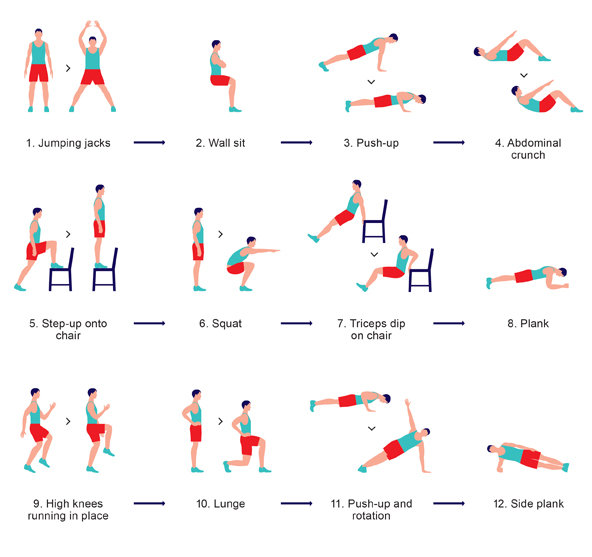 1. Jumping jacks
2. Wall sit
3. Push-up
4. Abdominal
crunch
5. Step-up onto
chair
6. Squat
7. Triceps dip
on chair
8. Plank
9. High knees
running in place
10. Lunge
11. Push-up and
rotation
12. Side plank